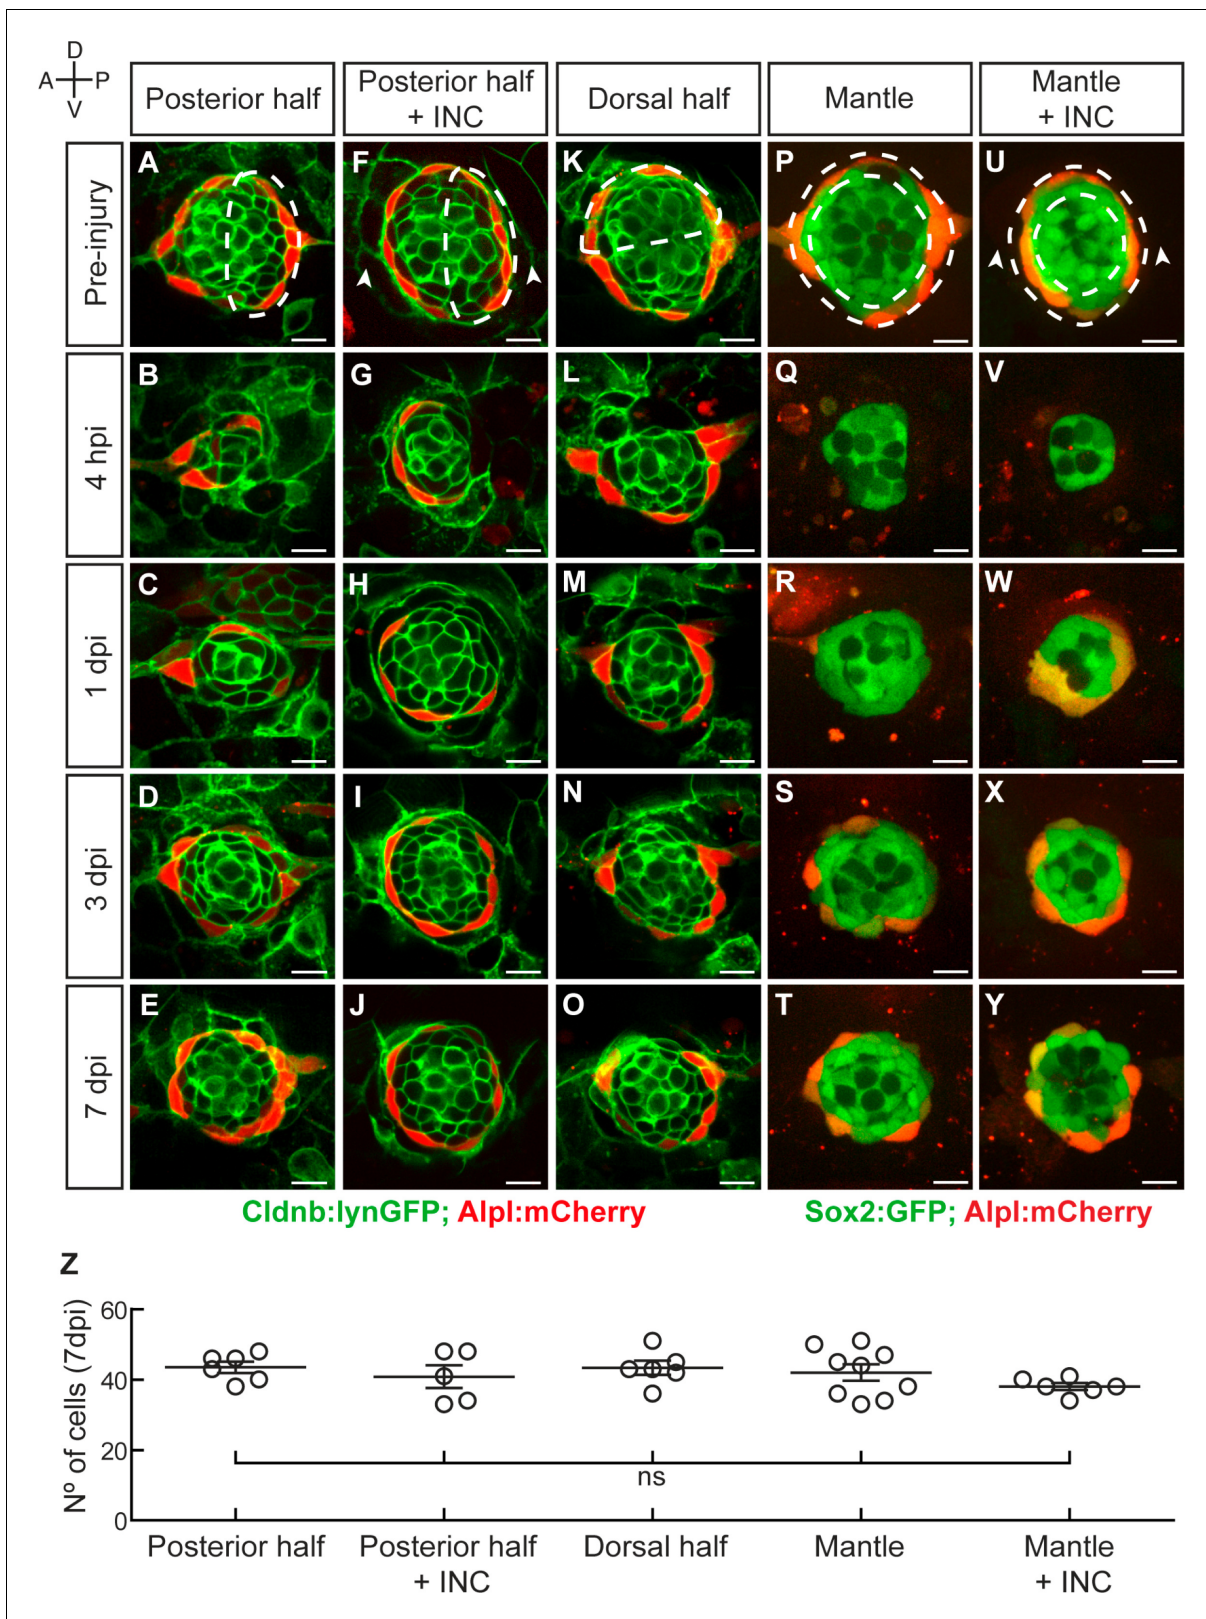 D
A P
V
Posterior half
Posterior half
+ INC
Dorsal half
Mantle
Mantle
+ INC
Pre-injury
A
F
K
P
U
4 hpi
B
G
L
Q
V
1 dpi
C
H
M
R
W
3 dpi
D
I
N
S
X
7 dpi
E
J
O
T
Y
Cldnb:lynGFP; Alpl:mCherry
Sox2:GFP; Alpl:mCherry
Z
Nº of cells (7dpi)
60
40
20
0
ns
Posterior half
Posterior half
+ INC
Dorsal half
Mantle
Mantle
+ INC